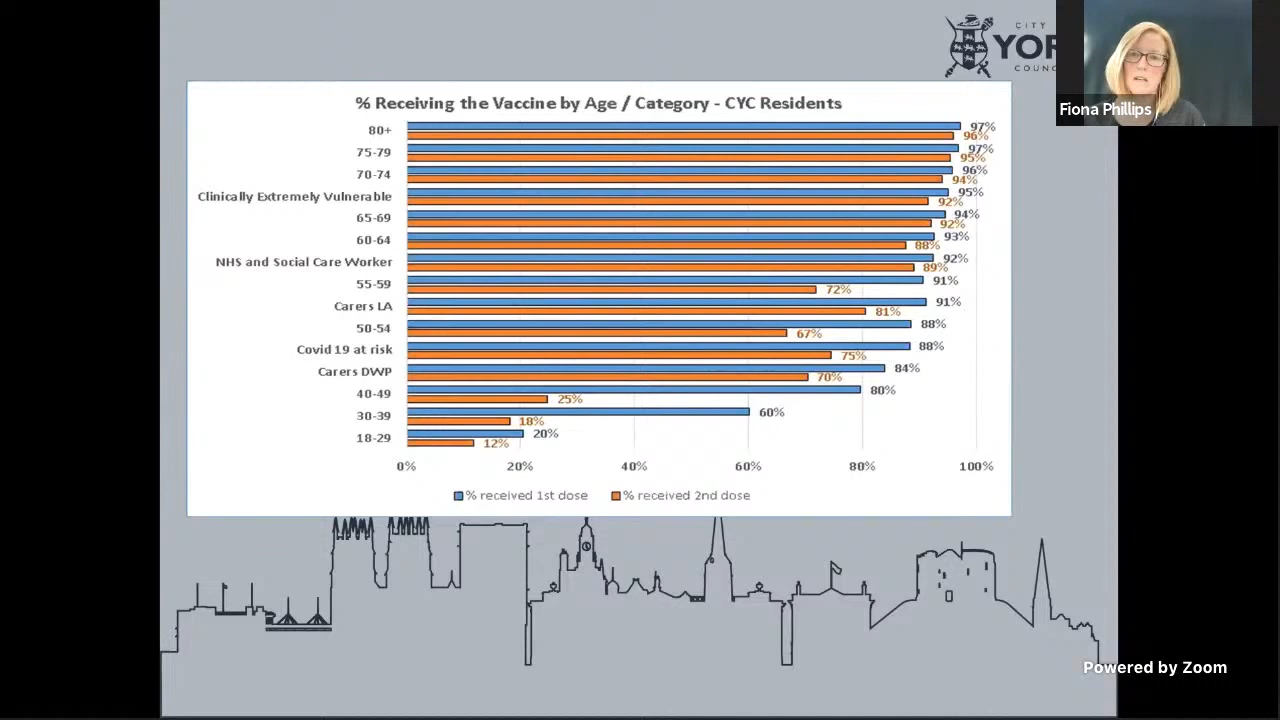 CITY
YOR
COUNC
Fiona Phillips
% Receiving the Vaccine by Age / Category - CYC Residents
80+ 97% 96%
75-79 97% 95%
70-74 96% 94%
Clinically Extremely Vulnerable 95% 92%
65-69 94% 92%
60-64 93% 88%
NHS and Social Care Worker 92% 89%
55-59 91% 72%
Carers LA 91% 81%
50-54 88% 67%
Covid 19 at risk 88% 75%
Carers DWP 84% 70%
40-49 80% 25%
30-39 60% 18%
18-29 20% 12%
0% 20% 40% 60% 80% 100%
% received 1st dose % received 2nd dose
Powered by Zoom